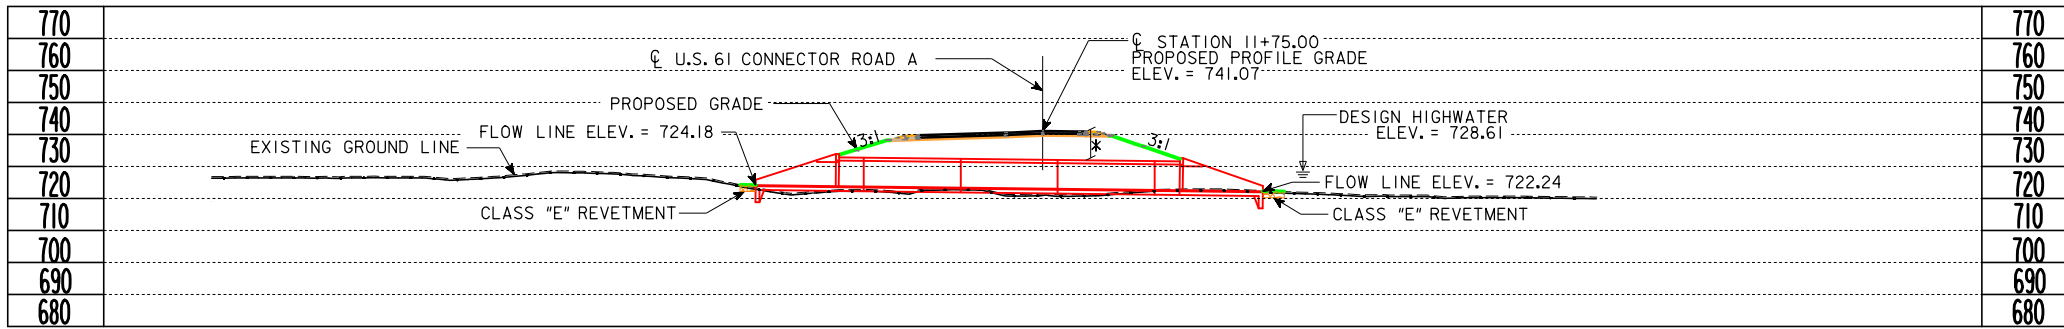 770
760
750
740
730
720
710
700
690
680
℄ U.S. 61 CONNECTOR ROAD A
℄ STATION 11+75.00
PROPOSED PROFILE GRADE
ELEV. = 741.07
PROPOSED GRADE
FLOW LINE ELEV. = 724.18
EXISTING GROUND LINE
3:1
3:1
*
DESIGN HIGHWATER
ELEV. = 728.61
FLOW LINE ELEV. = 722.24
CLASS "E" REVETMENT
CLASS "E" REVETMENT
770
760
750
740
730
720
710
700
690
680